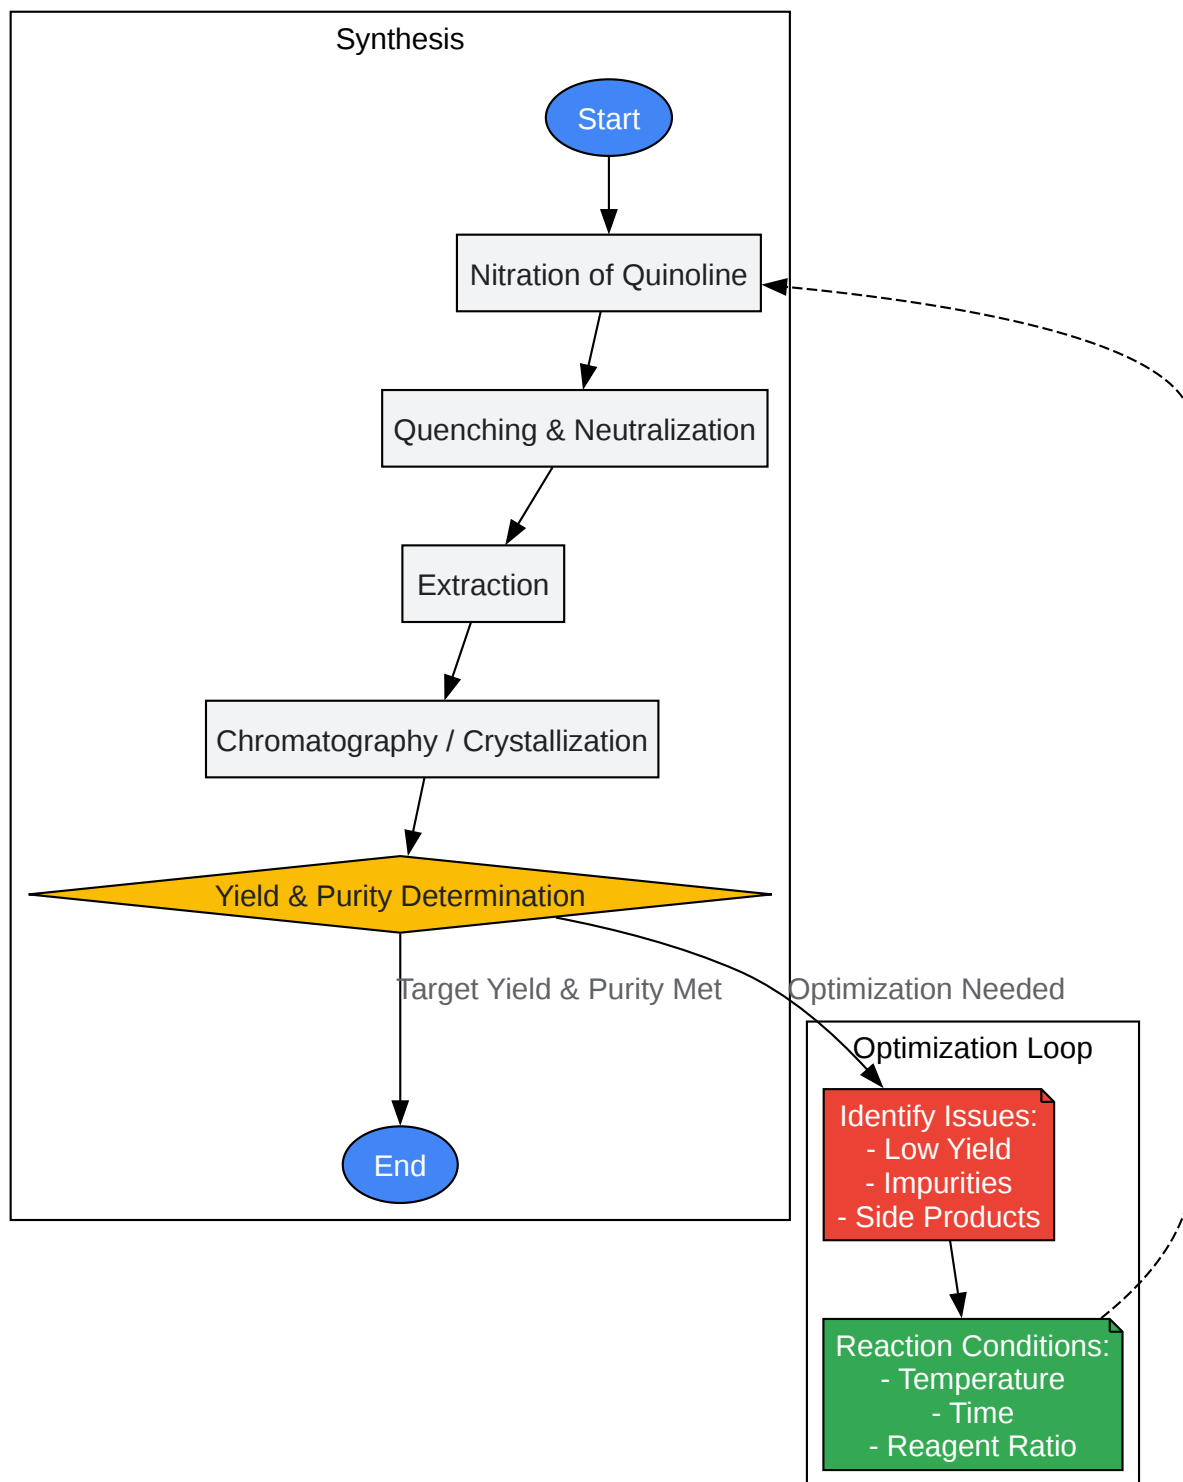 Synthesis
Start
Nitration of Quinoline
Quenching & Neutralization
Extraction
Chromatography / Crystallization
Yield & Purity Determination
Target Yield & Purity Met
Optimization Needed
Optimization Loop
Identify Issues:
- Low Yield
- Impurities
- Side Products
End
Reaction Conditions:
- Temperature
- Time
- Reagent Ratio